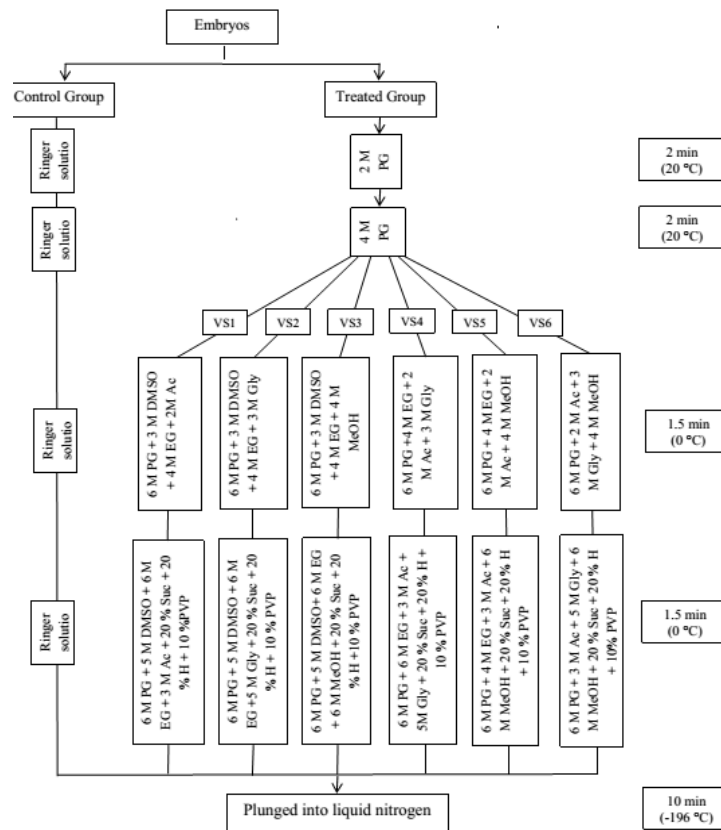 Embryos
Control Group
Treated Group
Ringer
solutio
2 M
PG
2 min
(20 °C)
Ringer
solutio
4 M
PG
2 min
(20 °C)
VS1
VS2
VS3
VS4
VS5
VS6
Ringer
solutio
6 M PG + 3 M DMSO
+ 4 M EG + 2M Ac
6 M PG + 3 M DMSO
+ 4 M EG + 3 M Gly
6 M PG + 3 M DMSO
+ 4 M EG + 4 M
MeOH
6 M PG +4 M EG + 2
M Ac + 3 M Gly
6 M PG + 4 M EG + 2
M Ac + 4 M MeOH
6 M PG + 2 M Ac + 3
M Gly + 4 M MeOH
1.5 min
(0 °C)
Ringer
solutio
6 M PG + 5 M DMSO + 6 M
EG + 3 M Ac + 20 % Suc + 20
% H + 10 %PVP
6 M PG + 5 M DMSO + 6 M
EG +5 M Gly + 20 % Suc + 20
% H + 10 % PVP
6 M PG + 5 M DMSO+ 6 M EG
+ 6 M MeOH + 20 % Suc + 20
% H +10 % PVP
6 M PG + 6 M EG + 3 M Ac +
5M Gly + 20 % Suc + 20 % H +
10 % PVP
6 M PG + 4 M EG + 3 M Ac + 6
M MeOH + 20 % Suc + 20 % H
+ 10 % PVP
6 M PG + 3 M Ac + 5 M Gly + 6
M MeOH + 20 % Suc + 20 % H
+ 10% PVP
1.5 min
(0 °C)
Plunged into liquid nitrogen
10 min
(-196 °C)